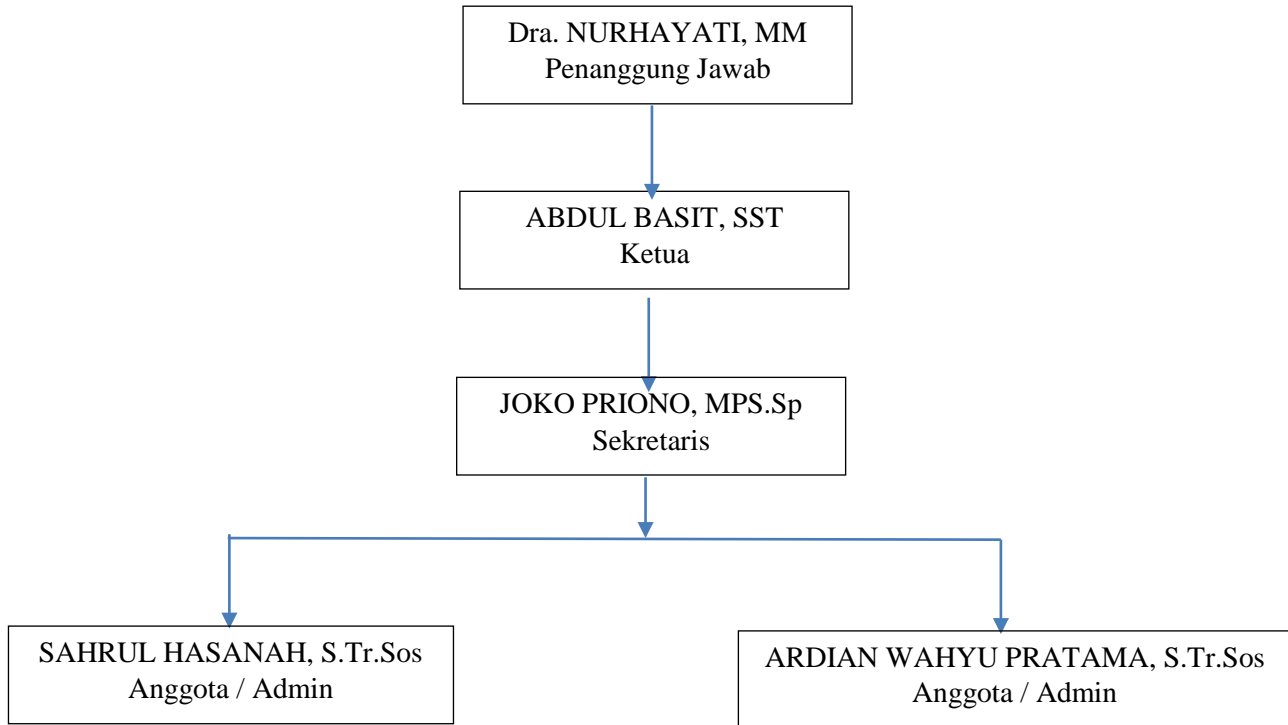 Dra. NURHAYATI, MM
Penanggung Jawab
ABDUL BASIT, SST
Ketua
JOKO PRIONO, MPS.Sp
Sekretaris
SAHRUL HASANAH, S.Tr.Sos
Anggota / Admin
ARDIAN WAHYU PRATAMA, S.Tr.Sos
Anggota / Admin